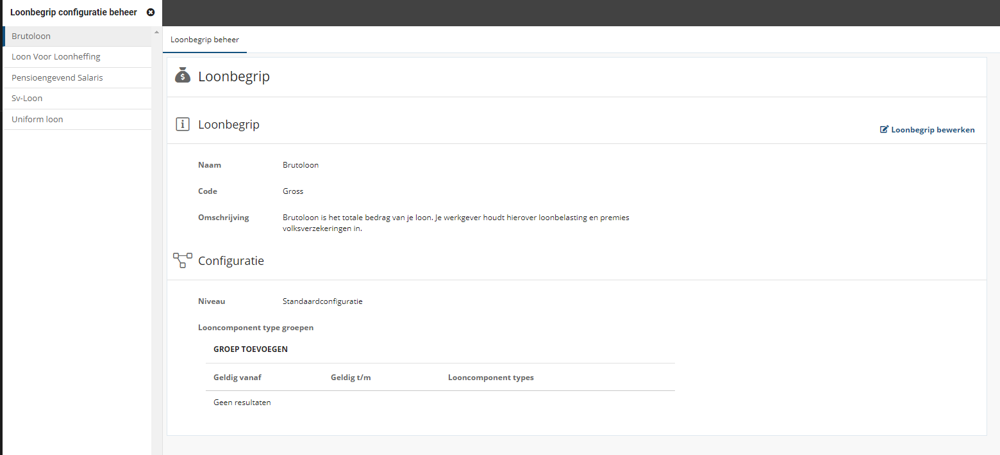 Loonbegrip configuratie beheer
Brutoloon
Loon Voor Loonheffing
Pensioengevend Salaris
Sv-Loon
Uniform loon
Loonbegrip beheer
Loonbegrip
Loonbegrip
Loonbegrip bewerken
Naam Brutoloon
Code Gross
Omschrijving Brutoloon is het totale bedrag van je loon. Je werkgever houdt hierover loonbelasting en premies
volksverzekeringen in.
Configuratie
Niveau Standaardconfiguratie
Looncomponent type groepen
GROEP TOEVOEGEN
Geldig vanaf Geldig t/m Looncomponent types
Geen resultaten